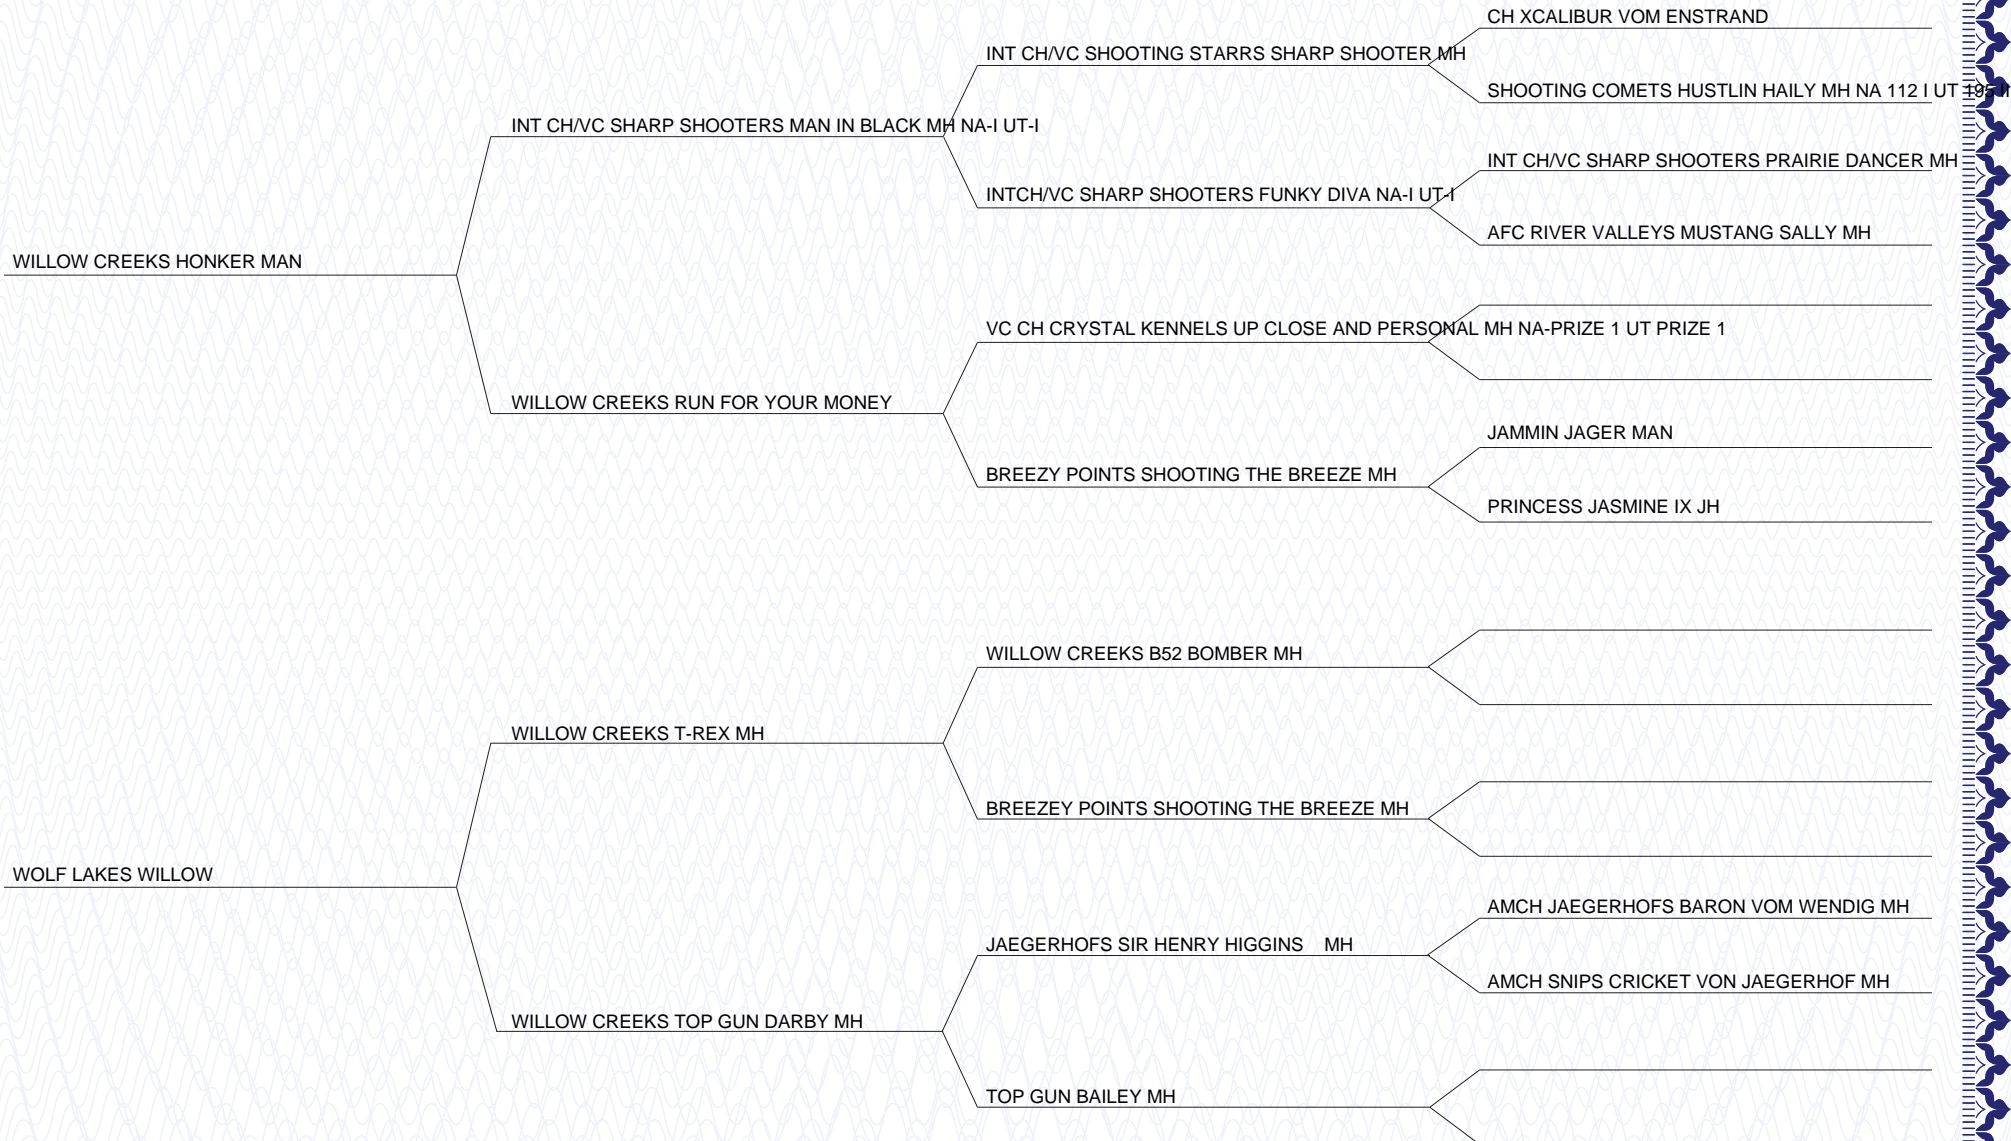 CH XCALIBUR VOM ENSTRAND
INT CH/VC SHOOTING STARRS SHARP SHOOTER MH
SHOOTING COMETS HUSTLIN HAILY MH NA 112 I UT 195 II
INT CH/VC SHARP SHOOTERS MAN IN BLACK MH NA-I UT-I
INT CH/VC SHARP SHOOTERS PRAIRIE DANCER MH
INTCH/VC SHARP SHOOTERS FUNKY DIVA NA-I UT-I
AFC RIVER VALLEYS MUSTANG SALLY MH
WILLOW CREEKS HONKER MAN
VC CH CRYSTAL KENNELS UP CLOSE AND PERSONAL MH NA-PRIZE 1 UT PRIZE 1
WILLOW CREEKS RUN FOR YOUR MONEY
JAMMIN JAGER MAN
BREEZY POINTS SHOOTING THE BREEZE MH
PRINCESS JASMINE IX JH
WILLOW CREEKS B52 BOMBER MH
WILLOW CREEKS T-REX MH
BREEZEY POINTS SHOOTING THE BREEZE MH
WOLF LAKES WILLOW
AMCH JAEGERHOFS BARON VOM WENDIG MH
JAEGERHOFS SIR HENRY HIGGINS MH
AMCH SNIPS CRICKET VON JAEGERHOF MH
WILLOW CREEKS TOP GUN DARBY MH
TOP GUN BAILEY MH